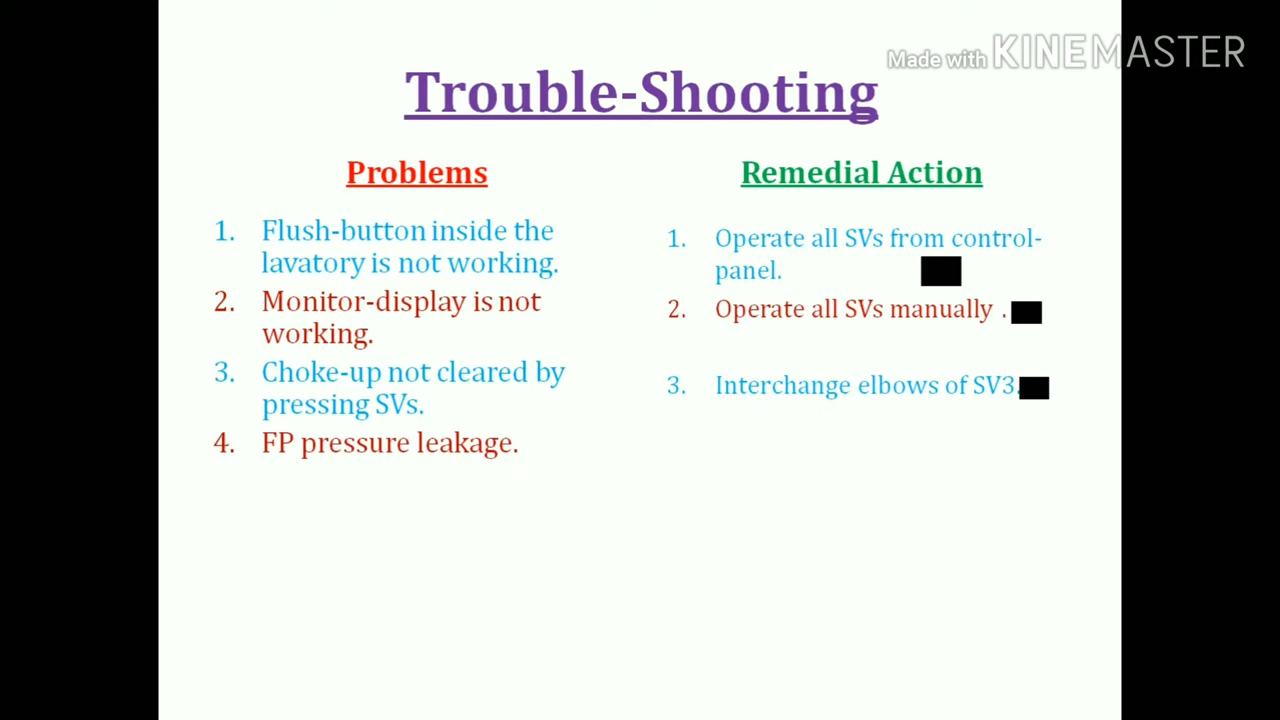 Made with KINEMASTER
Trouble-Shooting
Problems
1. Flush-button inside the
lavatory is not working.
2. Monitor-display is not
working.
3. Choke-up not cleared by
pressing SVs.
4. FP pressure leakage.
Remedial Action
1. Operate all SVs from control-
panel.
2. Operate all SVs manually .
3. Interchange elbows of SV3.